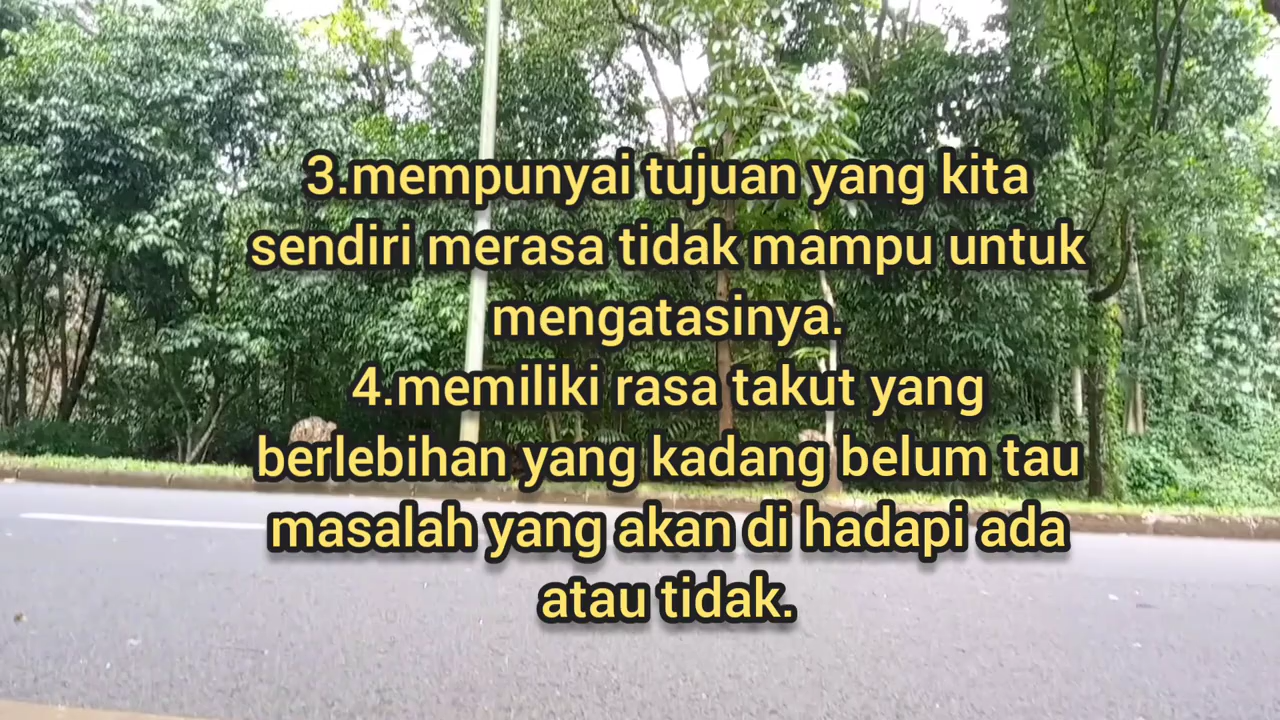 3.mempunyai tujuan yang kita
sendiri merasa tidak mampu untuk
mengatasinya.
4.memiliki rasa takut yang
berlebihan yang kadang belum tau
masalah yang akan di hadapi ada
atau tidak.